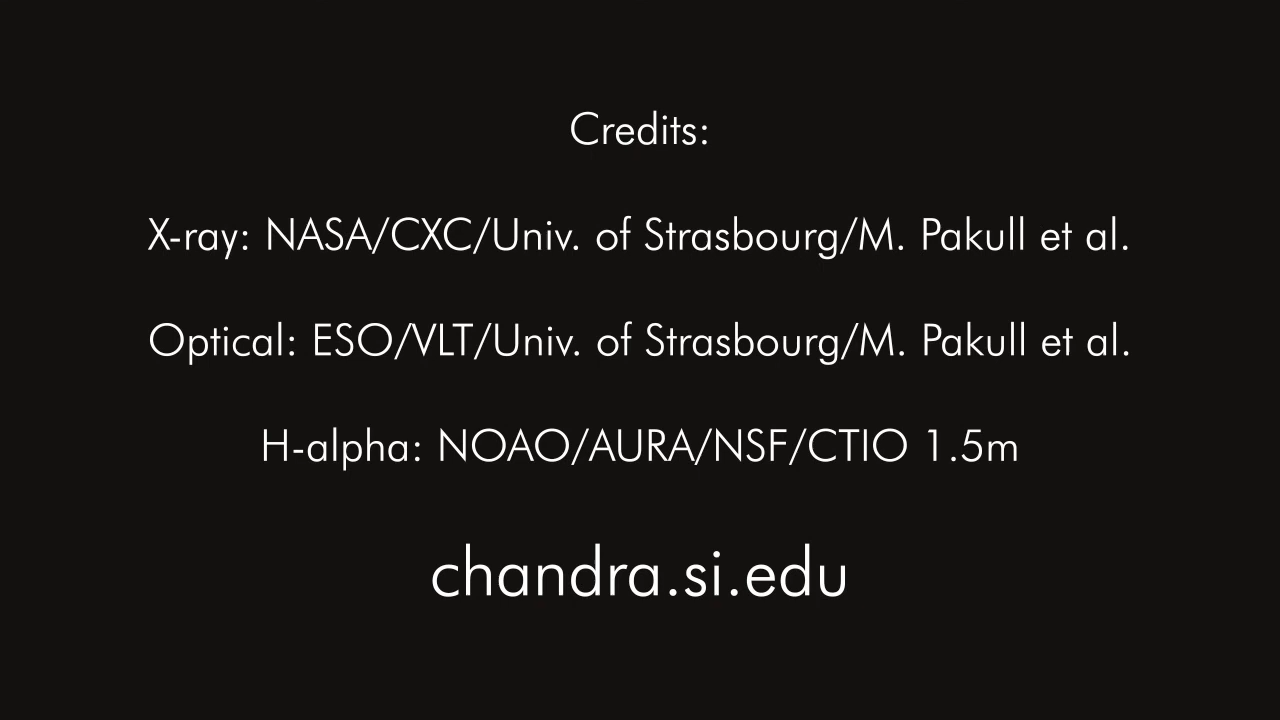 Credits:
X-ray: NASA/CXC/Univ. of Strasbourg/M. Pakull et al.
Optical: ESO/VLT/Univ. of Strasbourg/M. Pakull et al.
H-alpha: NOAO/AURA/NSF/CTIO 1.5m
chandra.si.edu